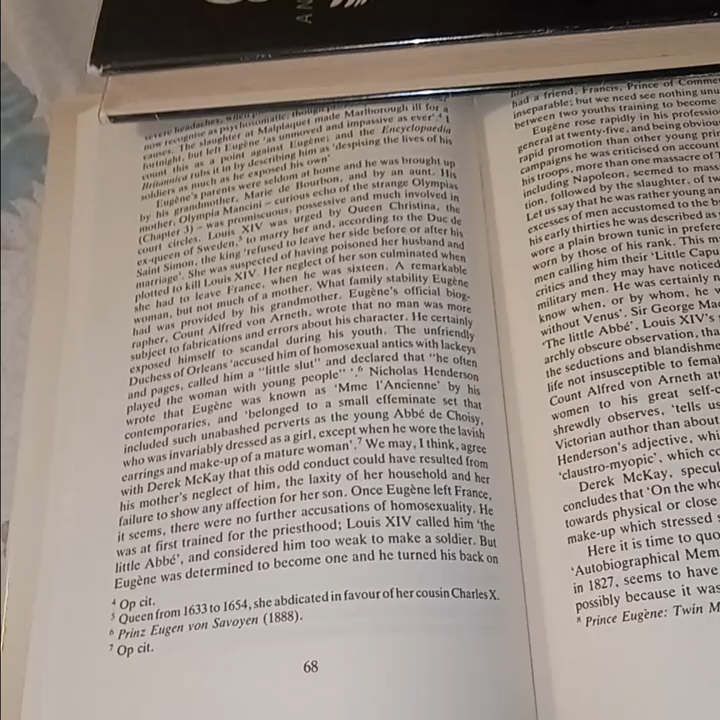 AN
severe headaches, when
now recognise as psychosomatic, though
causes. The slaughter at Malplaquet made Marlborough ill for a
fortnight, but left Eugène 'as unmoved and impassive as ever'.⁴ I
count this as a point against Eugène; and the Encyclopaedia
Britannica rubs it in by describing him as 'despising the lives of his
soldiers as much as he exposed his own'
Eugène's parents were seldom at home and he was brought up
by his grandmother, Marie de Bourbon, and by an aunt. His
mother, Olympia Mancini – curious echo of the strange Olympias
(Chapter 3) – was promiscuous, possessive and much involved in
court circles. Louis XIV was urged by Queen Christina, the
ex-queen of Sweden,⁵ to marry her and, according to the Duc de
Saint Simon, the king 'refused to leave her side before or after his
marriage'. She was suspected of having poisoned her husband and
plotted to kill Louis XIV. Her neglect of her son culminated when
she had to leave France, when he was sixteen. A remarkable
woman, but not much of a mother. What family stability Eugène
had was provided by his grandmother. Eugène's official biog-
rapher, Count Alfred von Arneth, wrote that no man was more
subject to fabrications and errors about his character. He certainly
exposed himself to scandal during his youth. The unfriendly
Duchess of Orleans 'accused him of homosexual antics with lackeys
and pages, called him a "little slut" and declared that "he often
played the woman with young people" '.⁶ Nicholas Henderson
wrote that Eugène was known as 'Mme l'Ancienne' by his
contemporaries, and 'belonged to a small effeminate set that
included such unabashed perverts as the young Abbé de Choisy,
who was invariably dressed as a girl, except when he wore the lavish
earrings and make-up of a mature woman'.⁷ We may, I think, agree
with Derek McKay that this odd conduct could have resulted from
his mother's neglect of him, the laxity of her household and her
failure to show any affection for her son. Once Eugène left France,
it seems, there were no further accusations of homosexuality. He
was at first trained for the priesthood; Louis XIV called him 'the
little Abbé', and considered him too weak to make a soldier. But
Eugène was determined to become one and he turned his back on
⁴ Op cit.
⁵ Queen from 1633 to 1654, she abdicated in favour of her cousin Charles X.
⁶ Prinz Eugen von Savoyen (1888).
⁷ Op cit.
68
had a friend, Francis, Prince of Comme
inseparable; but we need see nothing unu
between two youths training to become
Eugène rose rapidly in his professio
general at twenty-five, and being obviou
rapid promotion than other young pri
campaigns he was criticised on account
his troops, more than one massacre of T
including Napoleon, seemed to mass
tion, followed by the slaughter, of tw
Let us say that he was rather young an
excesses of men accustomed to the b
his early thirties he was described as
wore a plain brown tunic in prefere
worn by those of his rank. This m
men calling him their 'Little Capu
critics and they may have noticed
military men. He was certainly n
know when, or by whom, he w
without Venus'. Sir George Mac
'The little Abbé', Louis XIV's
archly obscure observation, tha
the seductions and blandishme
life not insusceptible to femal
Count Alfred von Arneth att
women to his great self-c
shrewdly observes, 'tells us
Victorian author than about
Henderson's adjective, whi
'claustro-myopic', which co
Derek McKay, specul
concludes that 'On the who
towards physical or close
make-up which stressed s
Here it is time to quo
'Autobiographical Mem
in 1827, seems to have
possibly because it was
⁸ Prince Eugène: Twin M